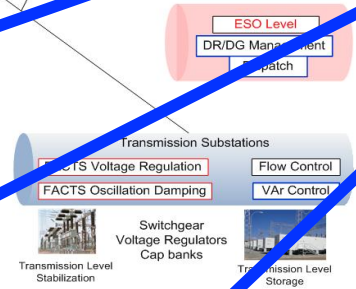 ESO Level
DR/DG Management
Dispatch
Transmission Substations
FACTS Voltage Regulation
Flow Control
FACTS Oscillation Damping
VAr Control
Switchgear
Voltage Regulators
Cap banks
Transmission Level
Stabilization
Transmission Level
Storage